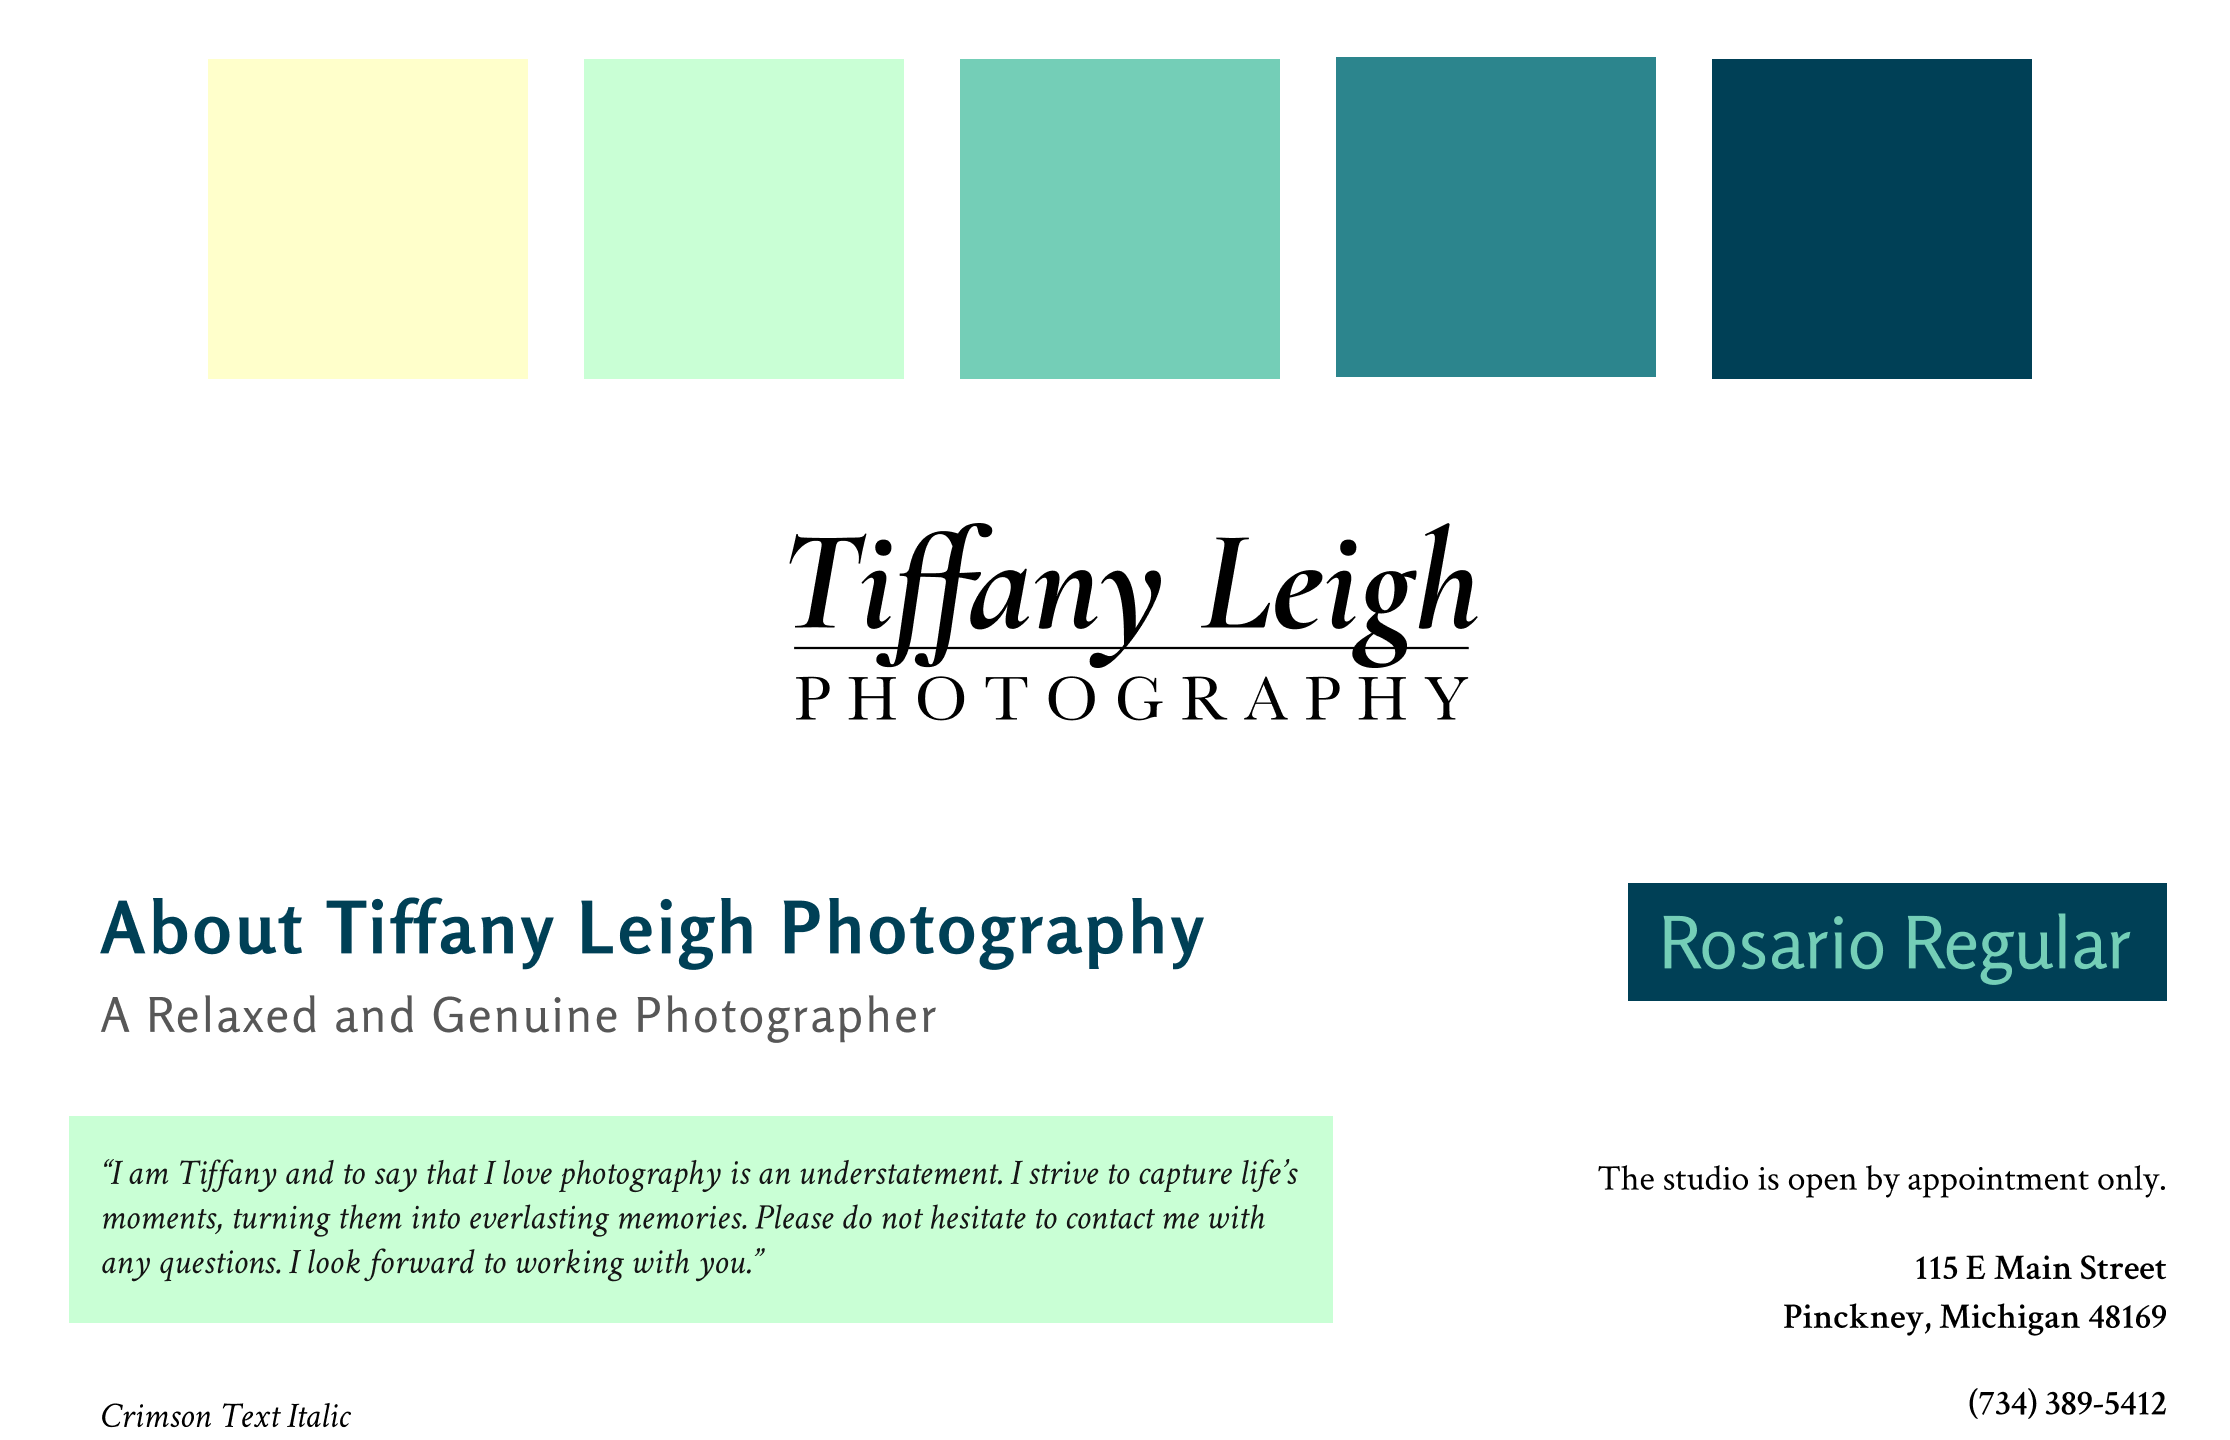 Tiffany Leigh
PHOTOGRAPHY
About Tiffany Leigh Photography
A Relaxed and Genuine Photographer
Rosario Regular
“I am Tiffany and to say that I love photography is an understatement. I strive to capture life’s
moments, turning them into everlasting memories. Please do not hesitate to contact me with
any questions. I look forward to working with you.”
Crimson Text Italic
The studio is open by appointment only.
115 E Main Street
Pinckney, Michigan 48169
(734) 389-5412